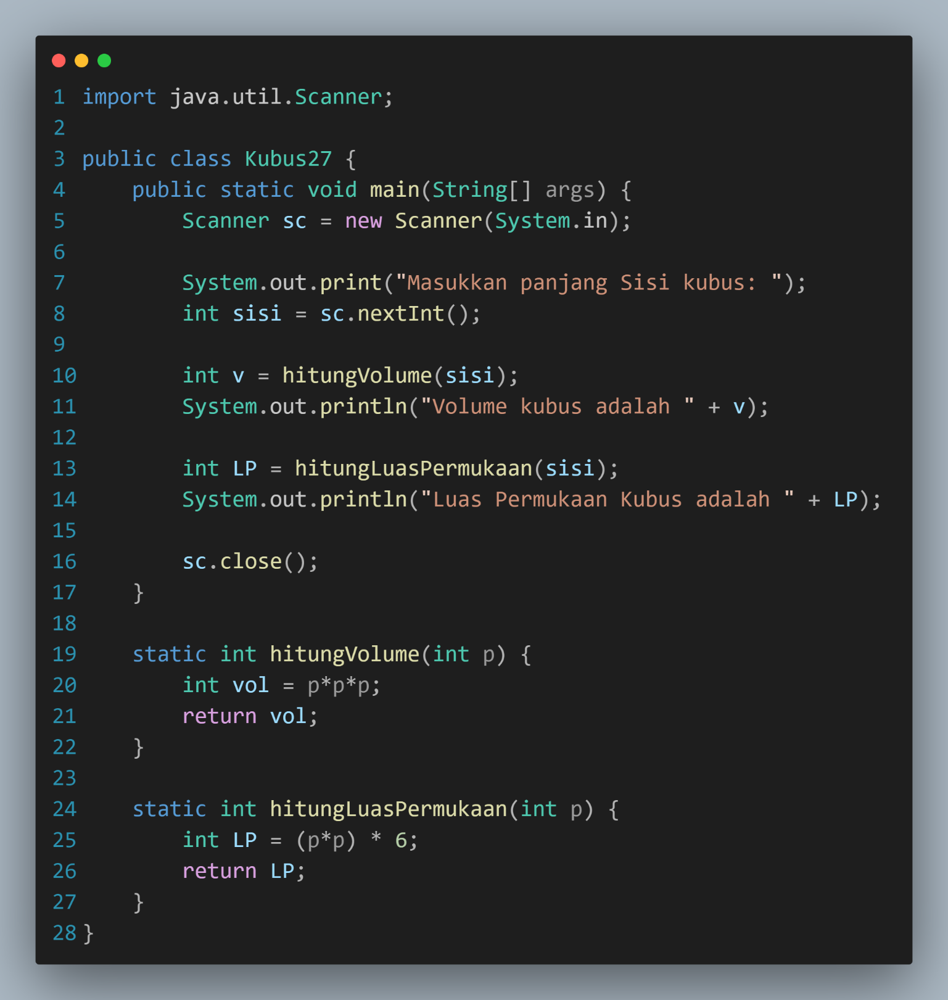 1 import java.util.Scanner;
2
3 public class Kubus27 {
4     public static void main(String[] args) {
5         Scanner sc = new Scanner(System.in);
6
7         System.out.print("Masukkan panjang Sisi kubus: ");
8         int sisi = sc.nextInt();
9
10         int v = hitungVolume(sisi);
11         System.out.println("Volume kubus adalah " + v);
12
13         int LP = hitungLuasPermukaan(sisi);
14         System.out.println("Luas Permukaan Kubus adalah " + LP);
15
16         sc.close();
17     }
18
19     static int hitungVolume(int p) {
20         int vol = p*p*p;
21         return vol;
22     }
23
24     static int hitungLuasPermukaan(int p) {
25         int LP = (p*p) * 6;
26         return LP;
27     }
28 }